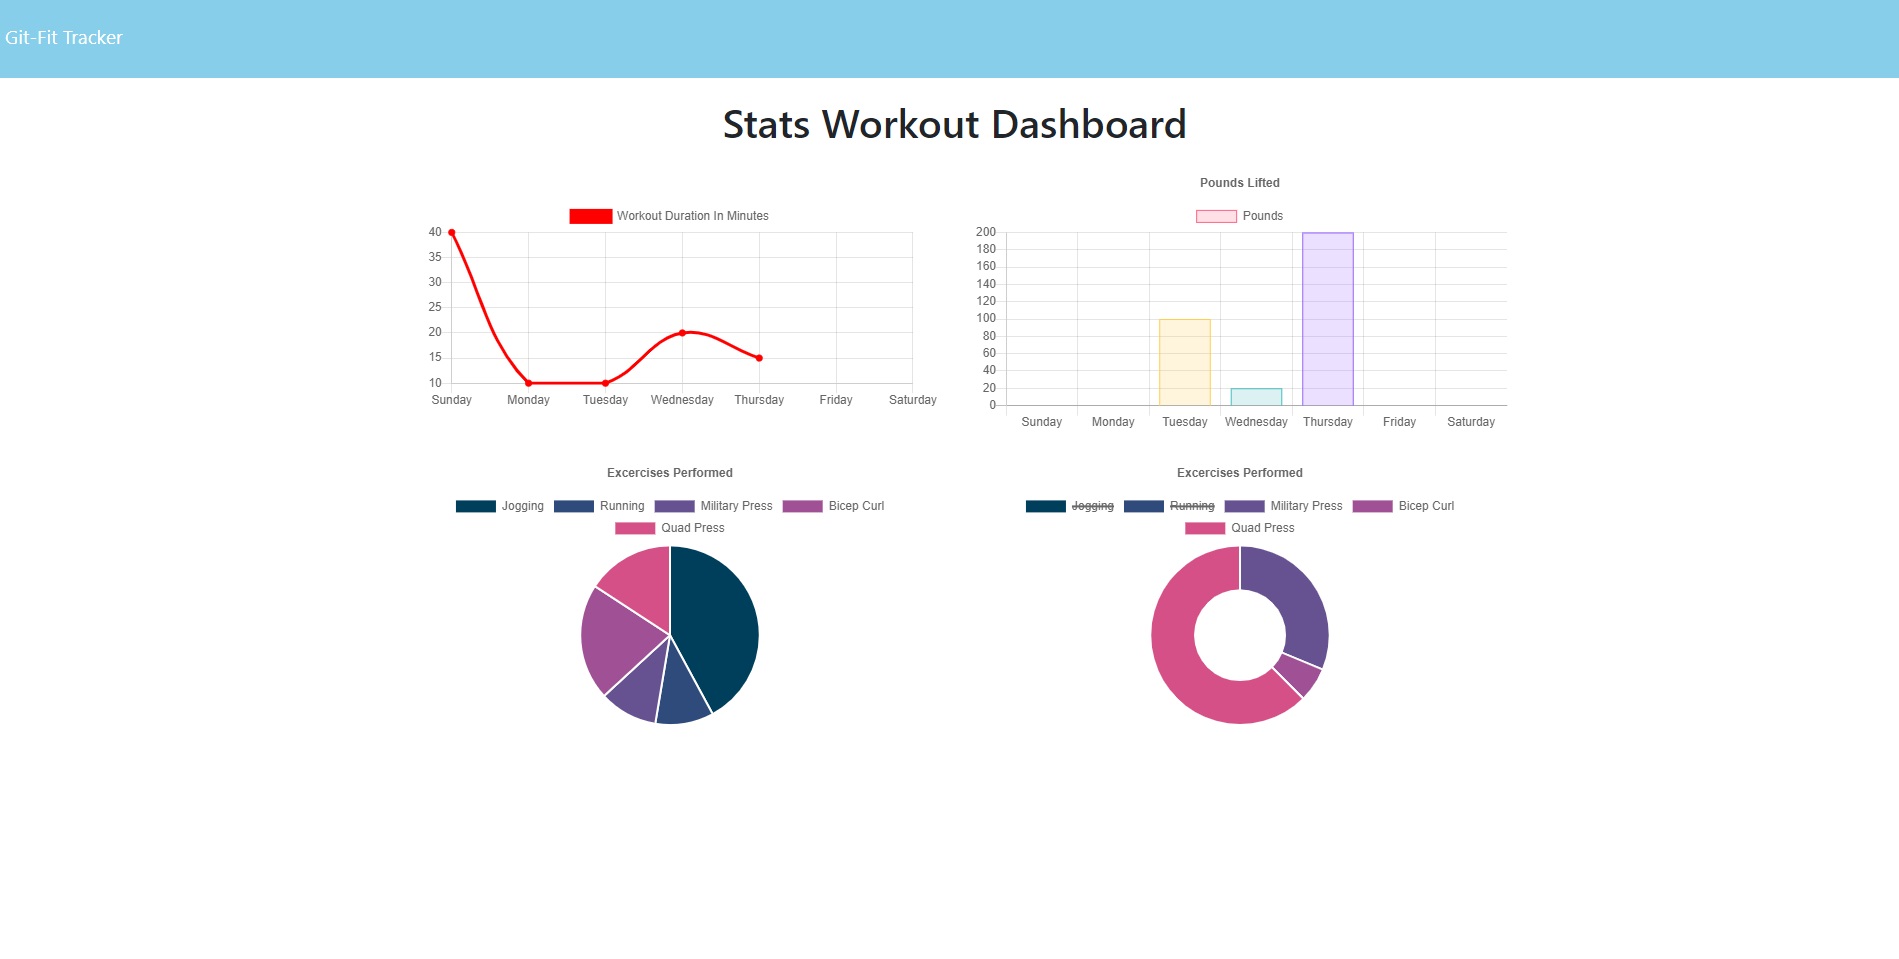 Git-Fit Tracker
Stats Workout Dashboard
Workout Duration In Minutes
40
35
30
25
20
15
10
Sunday Monday Tuesday Wednesday Thursday Friday Saturday
Pounds Lifted
Pounds
200
180
160
140
120
100
80
60
40
20
0
Sunday Monday Tuesday Wednesday Thursday Friday Saturday
Excercises Performed
Jogging Running Military Press Bicep Curl
Quad Press
Excercises Performed
Jogging Running Military Press Bicep Curl
Quad Press